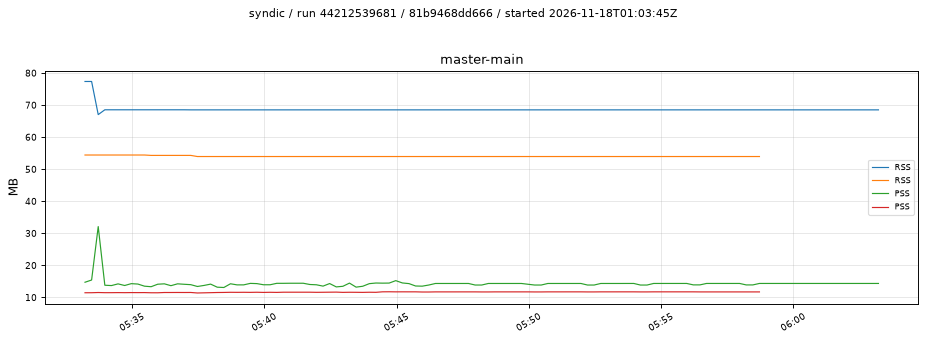 syndic / run 44212539681 / 81b9468dd666 / started 2026-11-18T01:03:45Z
master-main
80
70
60
50
40
30
20
10
MB
RSS
RSS
PSS
PSS
05:35
05:40
05:45
05:50
05:55
06:00